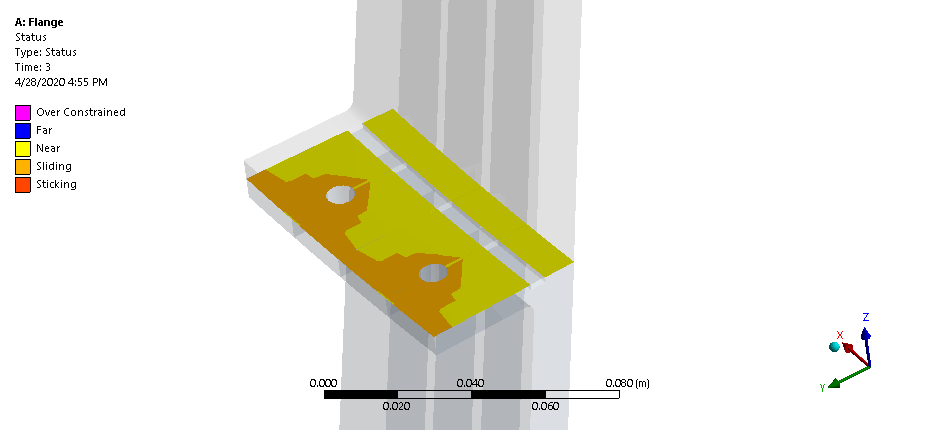 A: Flange
Status
Type: Status
Time: 3
4/28/2020 4:55 PM
Over Constrained
Far
Near
Sliding
Sticking
Z
X
Y
0.000 0.040 0.080 (m)
0.020 0.060